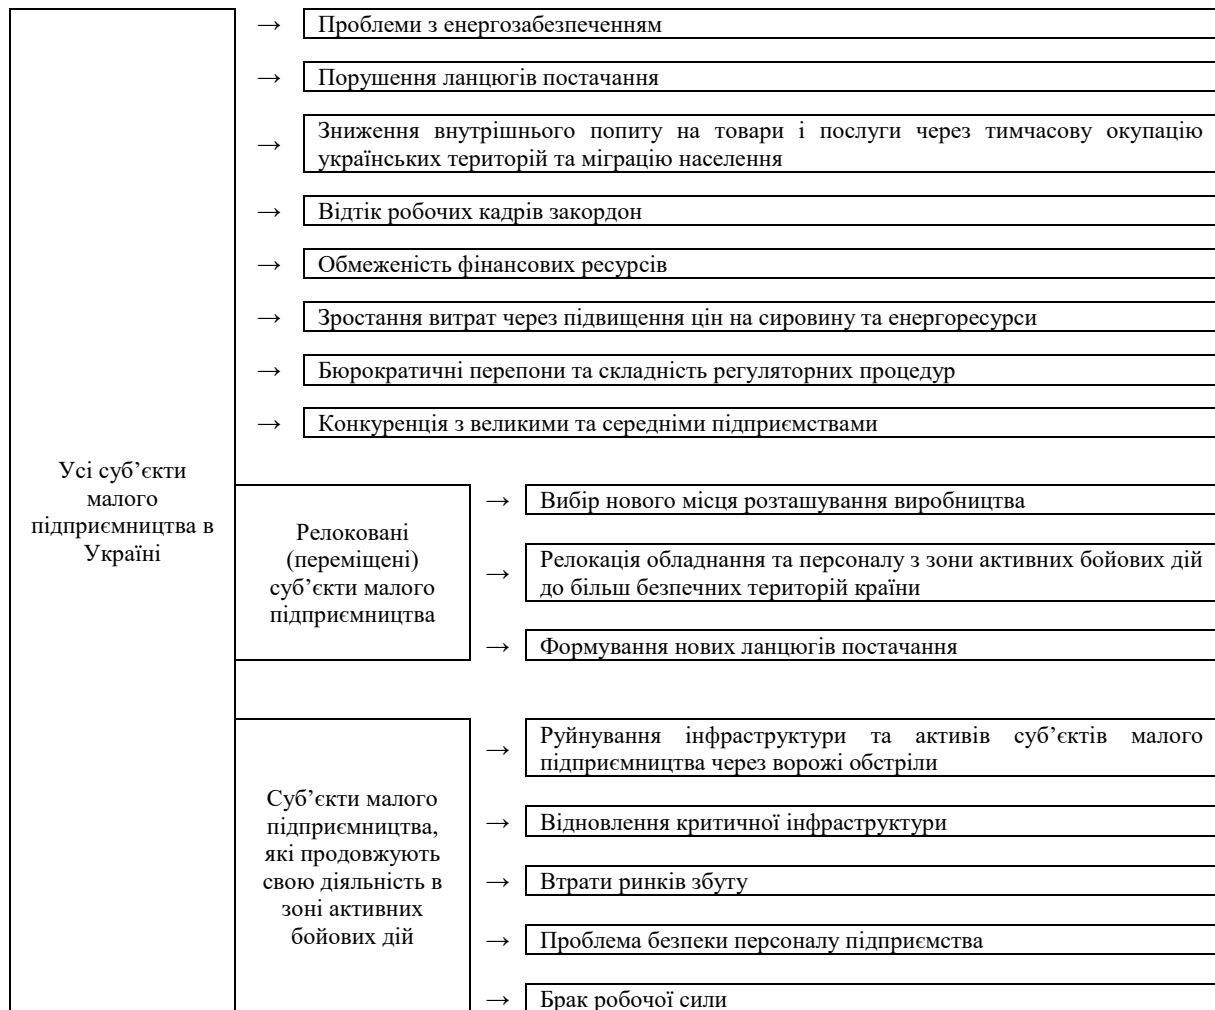 Проблеми з енергозабезпеченням
Порушення ланцюгів постачання
Зниження внутрішнього попиту на товари і послуги через тимчасову окупацію
українських територій та міграцію населення
Відтік робочих кадрів закордон
Обмеженість фінансових ресурсів
Зростання витрат через підвищення цін на сировину та енергоресурси
Бюрократичні перепони та складність регуляторних процедур
Конкуренція з великими та середніми підприємствами
Усі суб’єкти
малого
підприємництва в
Україні
Релоковані
(переміщені)
суб’єкти малого
підприємництва
Вибір нового місця розташування виробництва
Релокація обладнання та персоналу з зони активних бойових дій
до більш безпечних територій країни
Формування нових ланцюгів постачання
Суб’єкти малого
підприємництва,
які продовжують
свою діяльність в
зоні активних
бойових дій
Руйнування інфраструктури та активів суб’єктів малого
підприємництва через ворожі обстріли
Відновлення критичної інфраструктури
Втрати ринків збуту
Проблема безпеки персоналу підприємства
Брак робочої сили